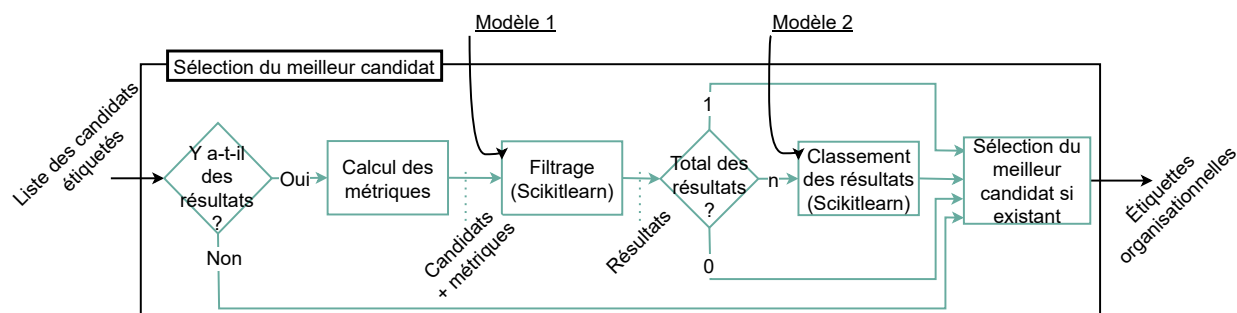 Modèle 1
Modèle 2
Sélection du meilleur candidat
Liste des candidats
étiquetés
Y a-t-il
des
résultats
?
Oui
Non
Calcul des
métriques
Candidats
+ métriques
Filtrage
(Scikitlearn)
Résultats
Total des
résultats
?
1
n
0
Classement
des résultats
(Scikitlearn)
Sélection du
meilleur
candidat si
existant
Étiquettes
organisationnelles